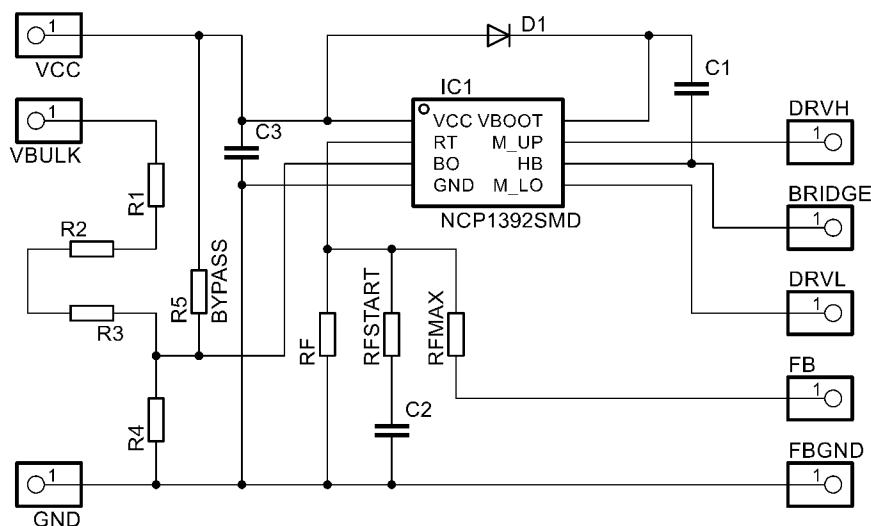 1
VCC
D1
C1
IC1
1
VBULK
C3
VCC VBOOT
RT M_UP
BO HB
GND M_LO
NCP1392SMD
DRVH
1
BRIDGE
1
R1
R2
R3
R5
BYPASS
DRVL
1
RF
RFSTART
RFMAX
FB
1
R4
C2
FBGND
1
1
GND